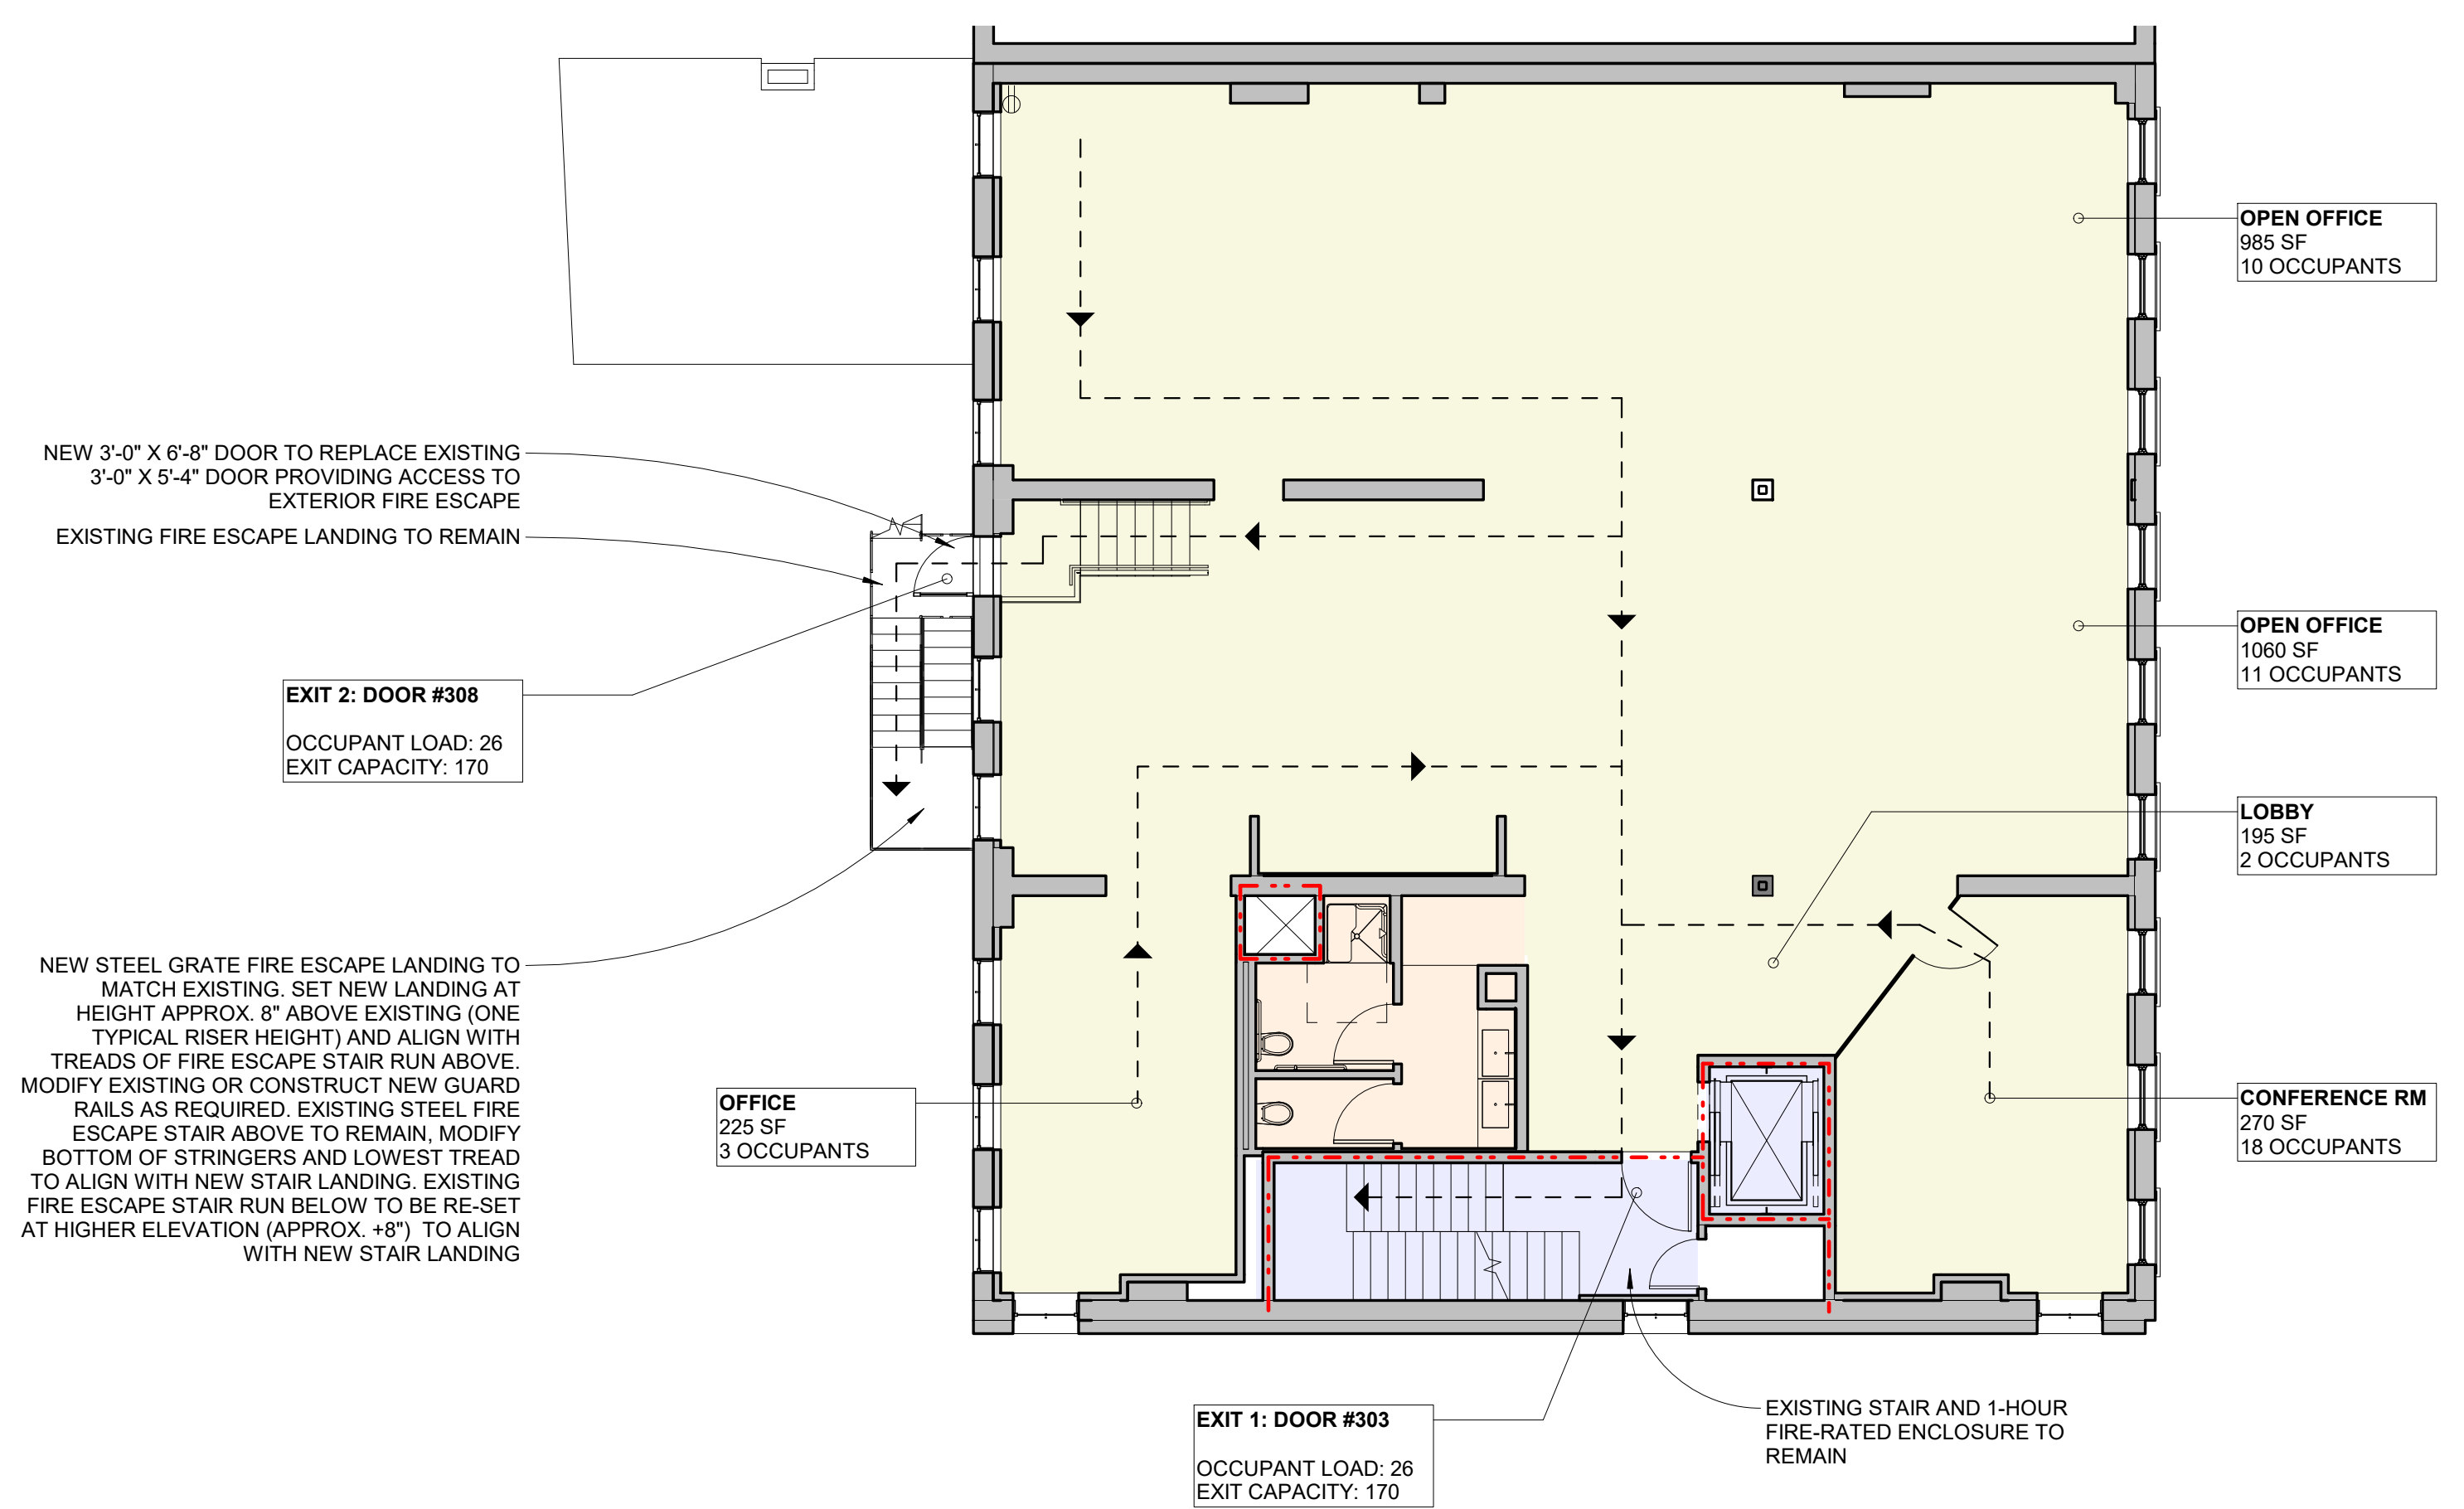 OPEN OFFICE
985 SF
10 OCCUPANTS
NEW 3'-0" X 6'-8" DOOR TO REPLACE EXISTING
3'-0" X 5'-4" DOOR PROVIDING ACCESS TO
EXTERIOR FIRE ESCAPE
EXISTING FIRE ESCAPE LANDING TO REMAIN
OPEN OFFICE
1060 SF
11 OCCUPANTS
EXIT 2: DOOR #308
OCCUPANT LOAD: 26
EXIT CAPACITY: 170
LOBBY
195 SF
2 OCCUPANTS
NEW STEEL GRATE FIRE ESCAPE LANDING TO
MATCH EXISTING. SET NEW LANDING AT
HEIGHT APPROX. 8" ABOVE EXISTING (ONE
TYPICAL RISER HEIGHT) AND ALIGN WITH
TREADS OF FIRE ESCAPE STAIR RUN ABOVE.
MODIFY EXISTING OR CONSTRUCT NEW GUARD
RAILS AS REQUIRED. EXISTING STEEL FIRE
ESCAPE STAIR ABOVE TO REMAIN, MODIFY
BOTTOM OF STRINGERS AND LOWEST TREAD
TO ALIGN WITH NEW STAIR LANDING. EXISTING
FIRE ESCAPE STAIR RUN BELOW TO BE RE-SET
AT HIGHER ELEVATION (APPROX. +8") TO ALIGN
WITH NEW STAIR LANDING
OFFICE
225 SF
3 OCCUPANTS
CONFERENCE RM
270 SF
18 OCCUPANTS
EXIT 1: DOOR #303
OCCUPANT LOAD: 26
EXIT CAPACITY: 170
EXISTING STAIR AND 1-HOUR
FIRE-RATED ENCLOSURE TO
REMAIN